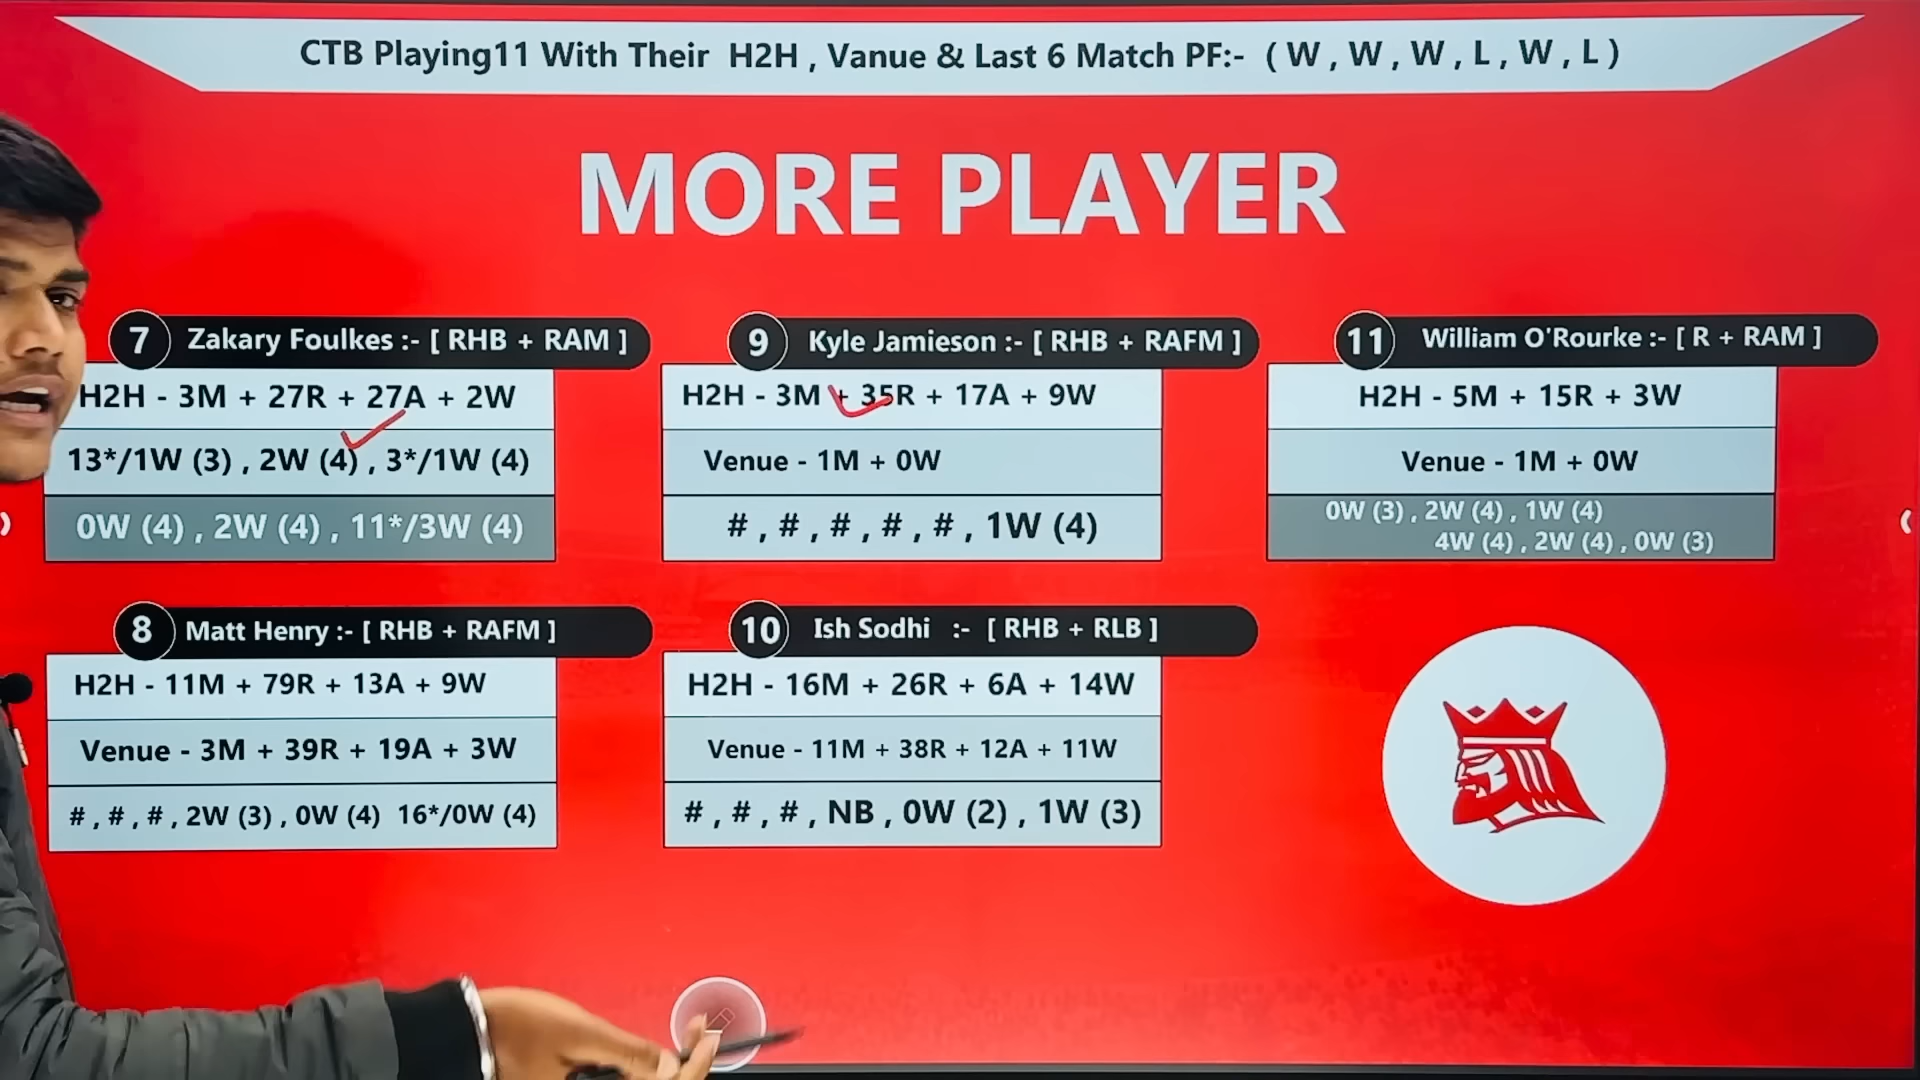 CTB Playing11 With Their H2H , Vanue & Last 6 Match PF:- ( W , W , W , L , W , L )
MORE PLAYER
7 Zakary Foulkes :- [ RHB + RAM ]
H2H - 3M + 27R + 27A + 2W
13*/1W (3) , 2W (4) , 3*/1W (4)
0W (4) , 2W (4) , 11*/3W (4)
9 Kyle Jamieson :- [ RHB + RAFM ]
H2H - 3M + 35R + 17A + 9W
Venue - 1M + 0W
# , # , # , # , # , 1W (4)
11 William O'Rourke :- [ R + RAM ]
H2H - 5M + 15R + 3W
Venue - 1M + 0W
0W (3) , 2W (4) , 1W (4)
4W (4) , 2W (4) , 0W (3)
8 Matt Henry :- [ RHB + RAFM ]
H2H - 11M + 79R + 13A + 9W
Venue - 3M + 39R + 19A + 3W
# , # , # , 2W (3) , 0W (4) 16*/0W (4)
10 Ish Sodhi :- [ RHB + RLB ]
H2H - 16M + 26R + 6A + 14W
Venue - 11M + 38R + 12A + 11W
# , # , # , NB , 0W (2) , 1W (3)